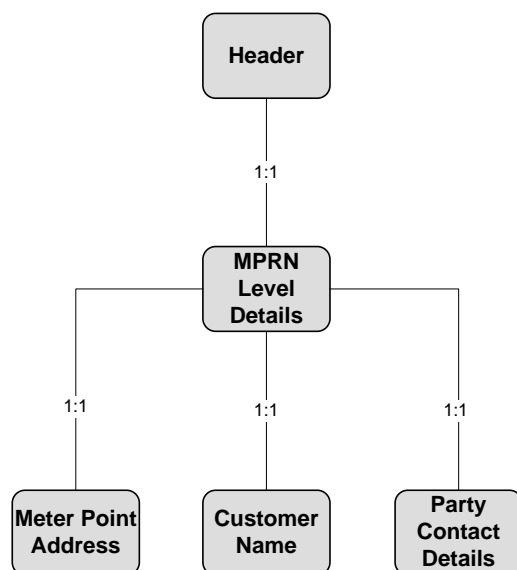 Header
1:1
MPRN
Level
Details
1:1
1:1
1:1
Meter Point
Address
Customer
Name
Party
Contact
Details